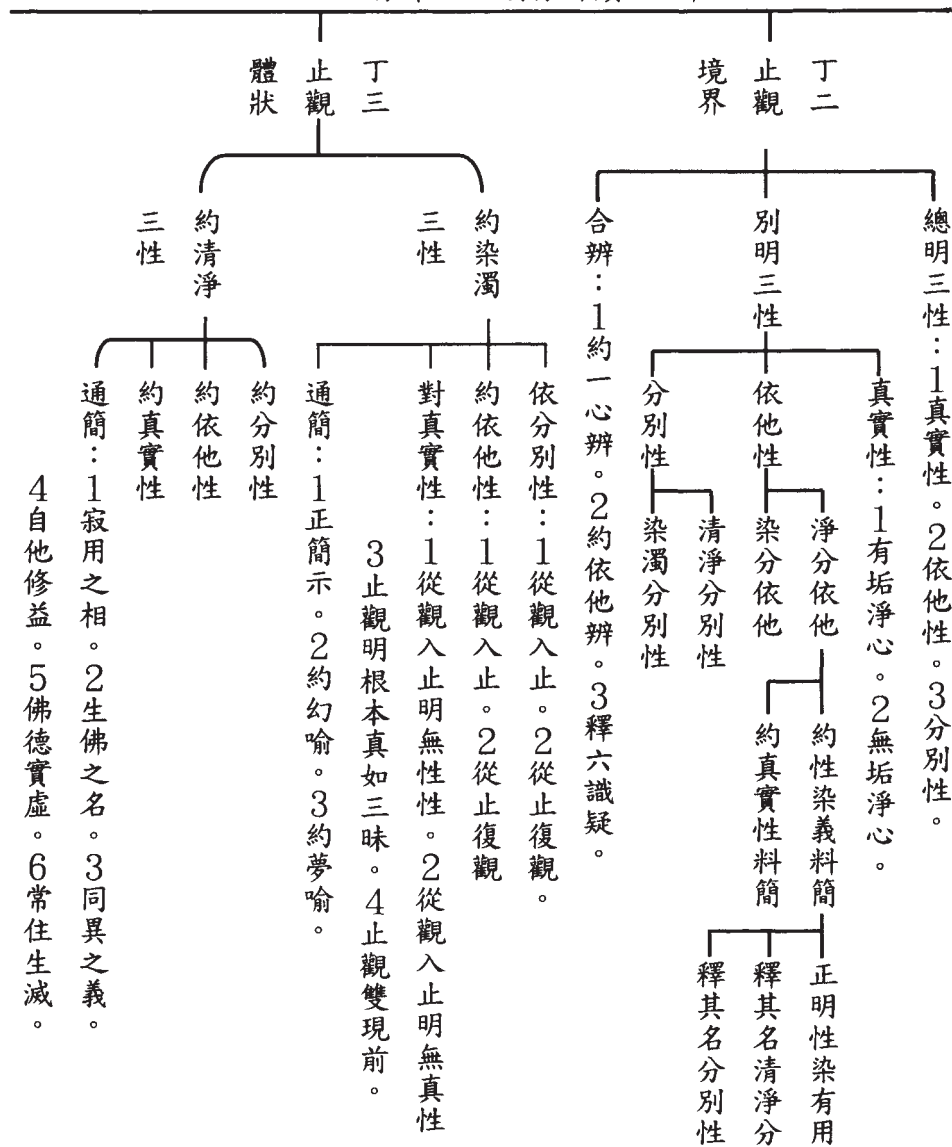 丁二
止觀
境界
總明三性：1真實性。2依他性。3分別性。
別明三性
真實性：1有垢淨心。2無垢淨心。
依他性
淨分依他
約性染義料簡
正明性染有用
釋其名清淨分
釋其名分別性
約真實性料簡
染分依他
分別性
清淨分別性
染濁分別性
合辨：1約一心辨。2約依他辨。3釋六識疑。
丁三
止觀
體狀
約染濁
三性
依分別性：1從觀入止。2從止復觀。
約依他性：1從觀入止。2從止復觀
對真實性：1從觀入止明無性性。2從觀入止明無真性
3止觀明根本真如三昧。4止觀雙現前。
通簡：1正簡示。2約幻喻。3約夢喻。
約清淨
三性
約分別性
約依他性
約真實性
通簡：1寂用之相。2生佛之名。3同異之義。
4自他修益。5佛德實虛。6常住生滅。